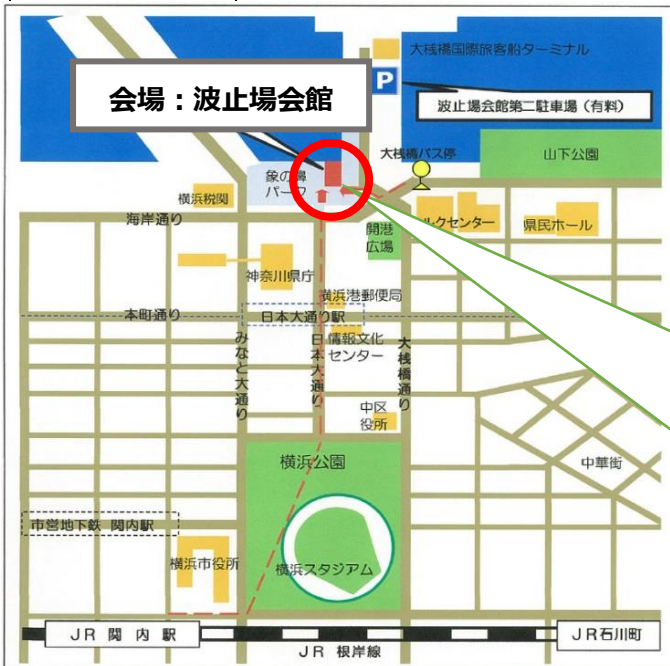 大桟橋国際旅客船ターミナル
P
会場：波止場会館
波止場会館第二駐車場（有料）
大桟橋バス停
山下公園
象の鼻
パーク
横浜税関
海岸通り
開港
広場
ルクセンター
県民ホール
神奈川県庁
横浜港郵便局
本町通り
日本大通り駅
みなと大通り
日本大通り
情報文化
センター
大桟橋通り
中区
役所
横浜公園
中華街
市営地下鉄 関内駅
横浜市役所
横浜スタジアム
JR 関内駅
JR 根岸線
JR石川町